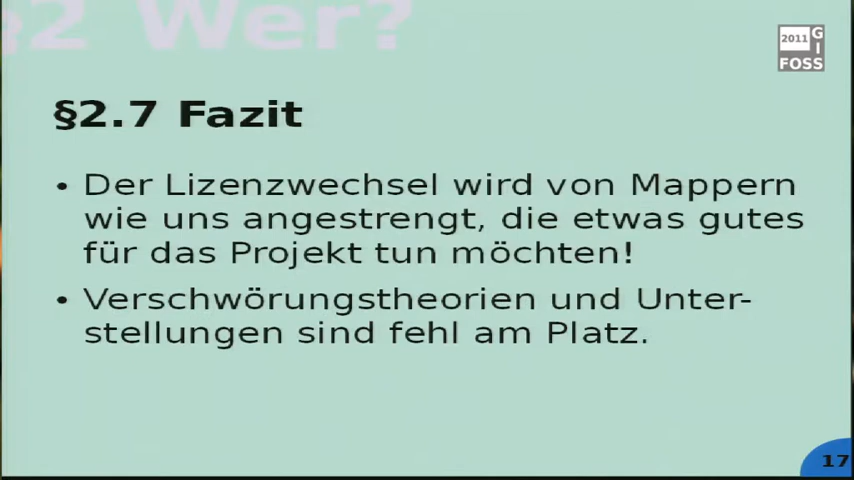 §2 Wer?
2011 G
I
FOSS
§2.7 Fazit
• Der Lizenzwechsel wird von Mappern
wie uns angestrengt, die etwas gutes
für das Projekt tun möchten!
• Verschwörungstheorien und Unter-
stellungen sind fehl am Platz.
17